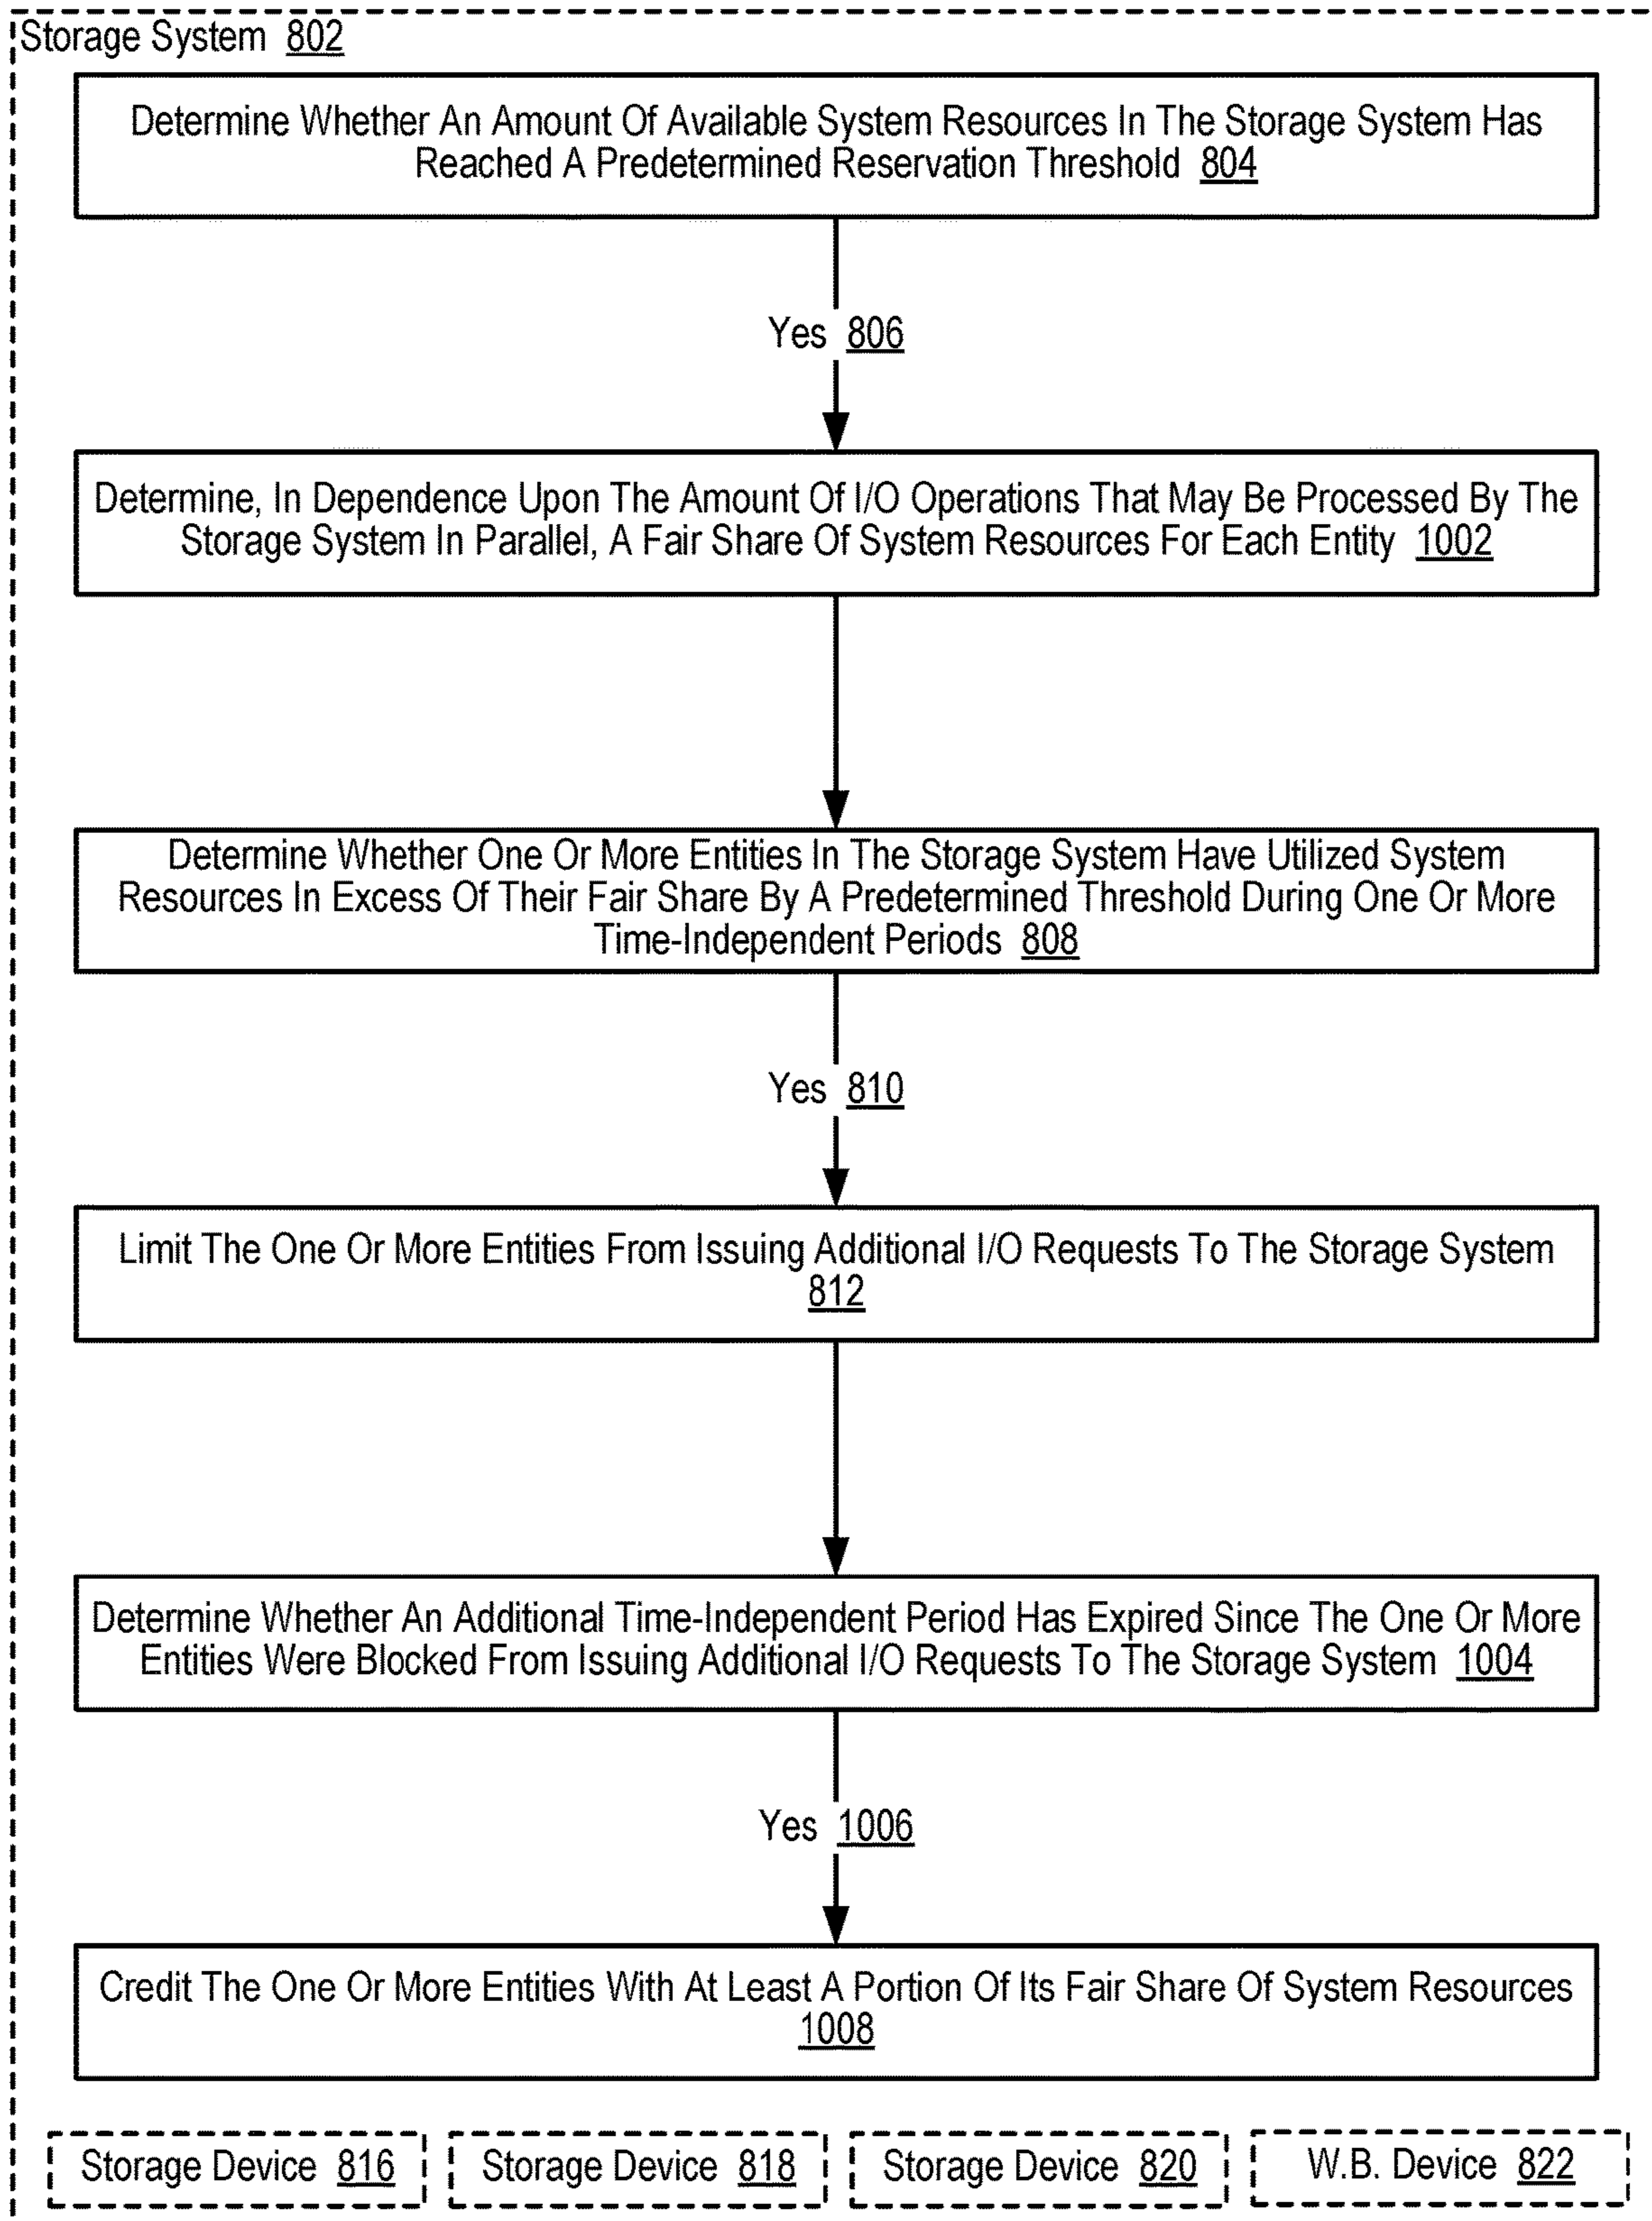 Storage System 802
Determine Whether An Amount Of Available System Resources In The Storage System Has
Reached A Predetermined Reservation Threshold 804
Yes 806
Determine, In Dependence Upon The Amount Of I/O Operations That May Be Processed By The
Storage System In Parallel, A Fair Share Of System Resources For Each Entity 1002
Determine Whether One Or More Entities In The Storage System Have Utilized System
Resources In Excess Of Their Fair Share By A Predetermined Threshold During One Or More
Time-Independent Periods 808
Yes 810
Limit The One Or More Entities From Issuing Additional I/O Requests To The Storage System
812
Determine Whether An Additional Time-Independent Period Has Expired Since The One Or More
Entities Were Blocked From Issuing Additional I/O Requests To The Storage System 1004
Yes 1006
Credit The One Or More Entities With At Least A Portion Of Its Fair Share Of System Resources
1008
Storage Device 816
Storage Device 818
Storage Device 820
W.B. Device 822